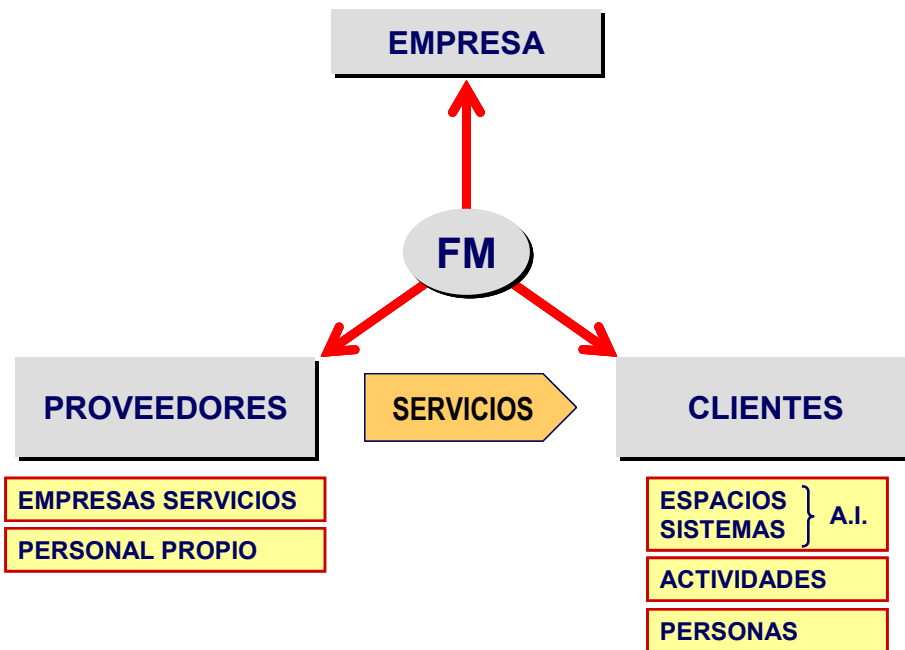 EMPRESA
FM
PROVEEDORES
SERVICIOS
CLIENTES
EMPRESAS SERVICIOS
PERSONAL PROPIO
ESPACIOS
SISTEMAS
A.I.
ACTIVIDADES
PERSONAS